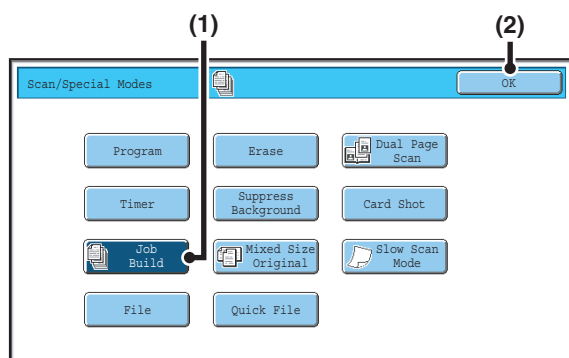 (1)
(2)
Scan/Special Modes
OK
Program
Erase
Dual Page
Scan
Timer
Suppress
Background
Card Shot
Job
Build
Mixed Size
Original
Slow Scan
Mode
File
Quick File